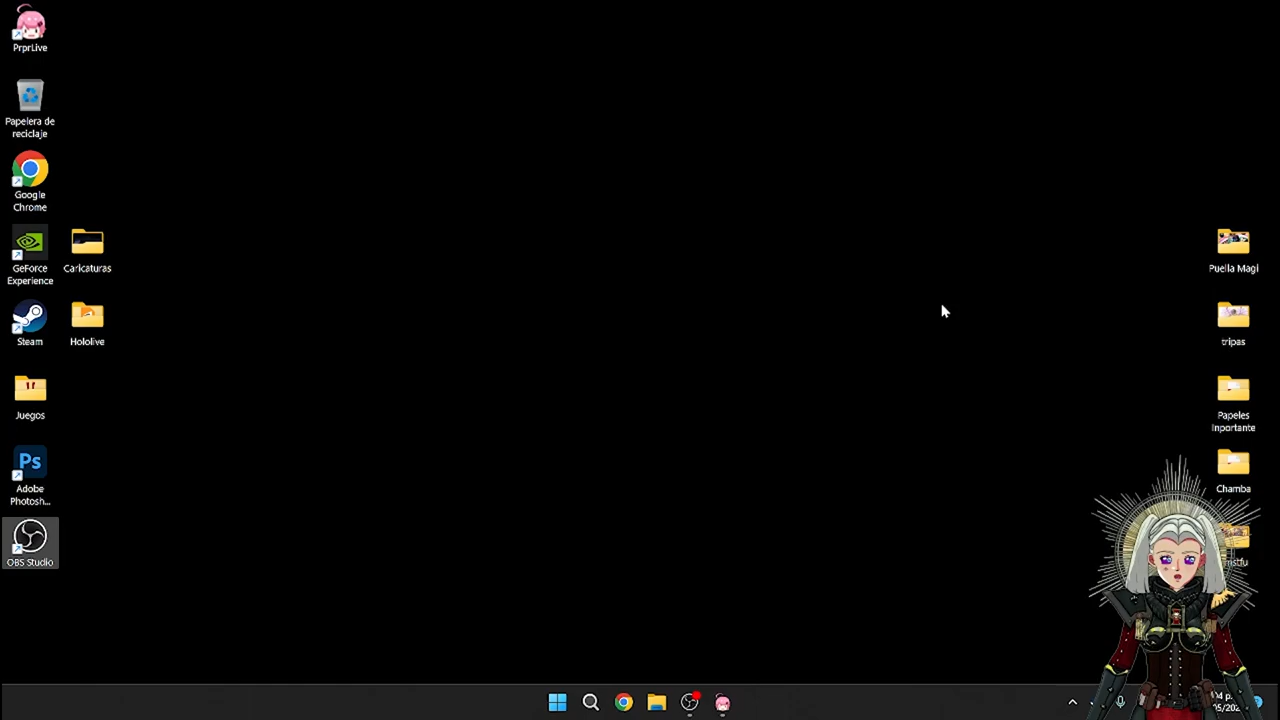 PrprLive
Papelera de
reciclaje
Google
Chrome
GeForce
Experience
Caricaturas
Steam
Hololive
Juegos
Ps
Adobe
Photosh...
OBS Studio
Puella Magi
tripas
Papeles
Inportante
Chamba